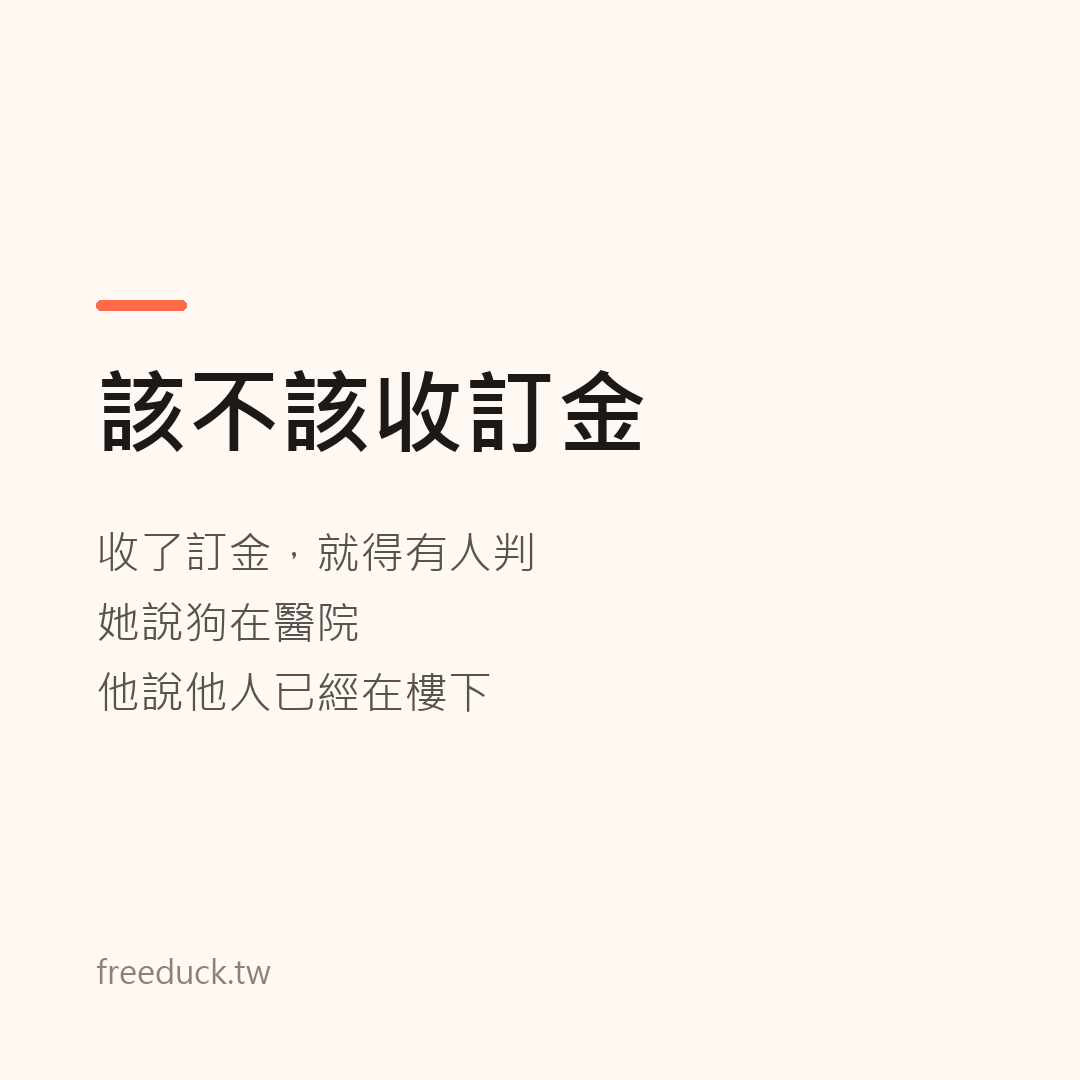 該不該收訂金
收了訂金，就得有人判
她說狗在醫院
他說他人已經在樓下
freeduck.tw